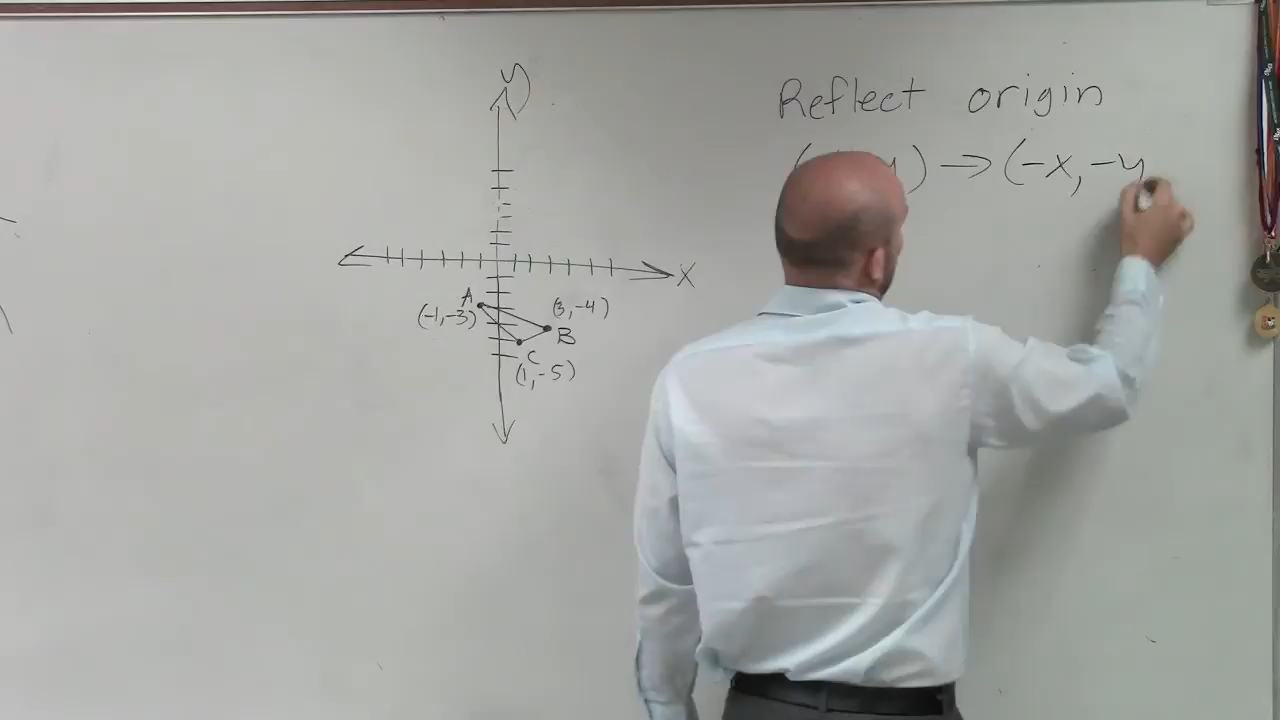 y
Reflect origin
) → (-x, -y
x
A
(-1,-3)
(3,-4)
B
C
(1,-5)